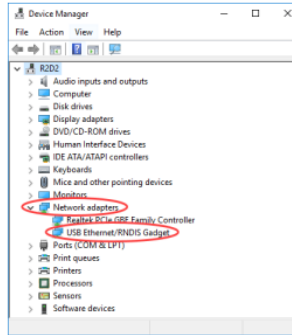 Device Manager
File Action View Help
R2D2
Audio inputs and outputs
Computer
Disk drives
Display adapters
DVD/CD-ROM drives
Human Interface Devices
IDE ATA/ATAPI controllers
Keyboards
Mice and other pointing devices
Monitors
Network adapters
Realtek PCIe GBE Family Controller
USB Ethernet/RNDIS Gadget
Ports (COM & LPT)
Print queues
Printers
Processors
Sensors
Software devices